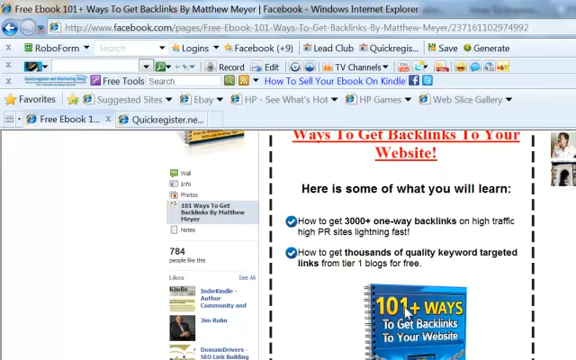 Free Ebook 101+ Ways To Get Backlinks By Matthew Meyer | Facebook - Windows Internet Explorer
http://www.facebook.com/pages/Free-Ebook-101-Ways-To-Get-Backlinks-By-Matthew-Meyer/237161102974992
RoboForm Search Logins Facebook (+9) Lead Club Quickregis... Save Generate
Record Listen TV Channels
Free Tools Search How To Sell Your Ebook On Kindle
Favorites Suggested Sites Ebay HP - See What's Hot HP Games Web Slice Gallery
Free Ebook 1... Quickregister.ne...
Ways To Get Backlinks To Your
Website!
Here is some of what you will learn:
How to get 3000+ one-way backlinks on high traffic
high PR sites lightning fast!
How to get thousands of quality keyword targeted
links from tier 1 blogs for free.
Wall
Info
Photos
101 Ways To Get
Backlinks By Matthew
Meyer
Notes
784
people like this
Likes See All
IndieKindle -
Author
Community and
Jim Rohn
DomainDrivers -
SEO Link Building
101+ WAYS
To Get Backlinks
To Your Website